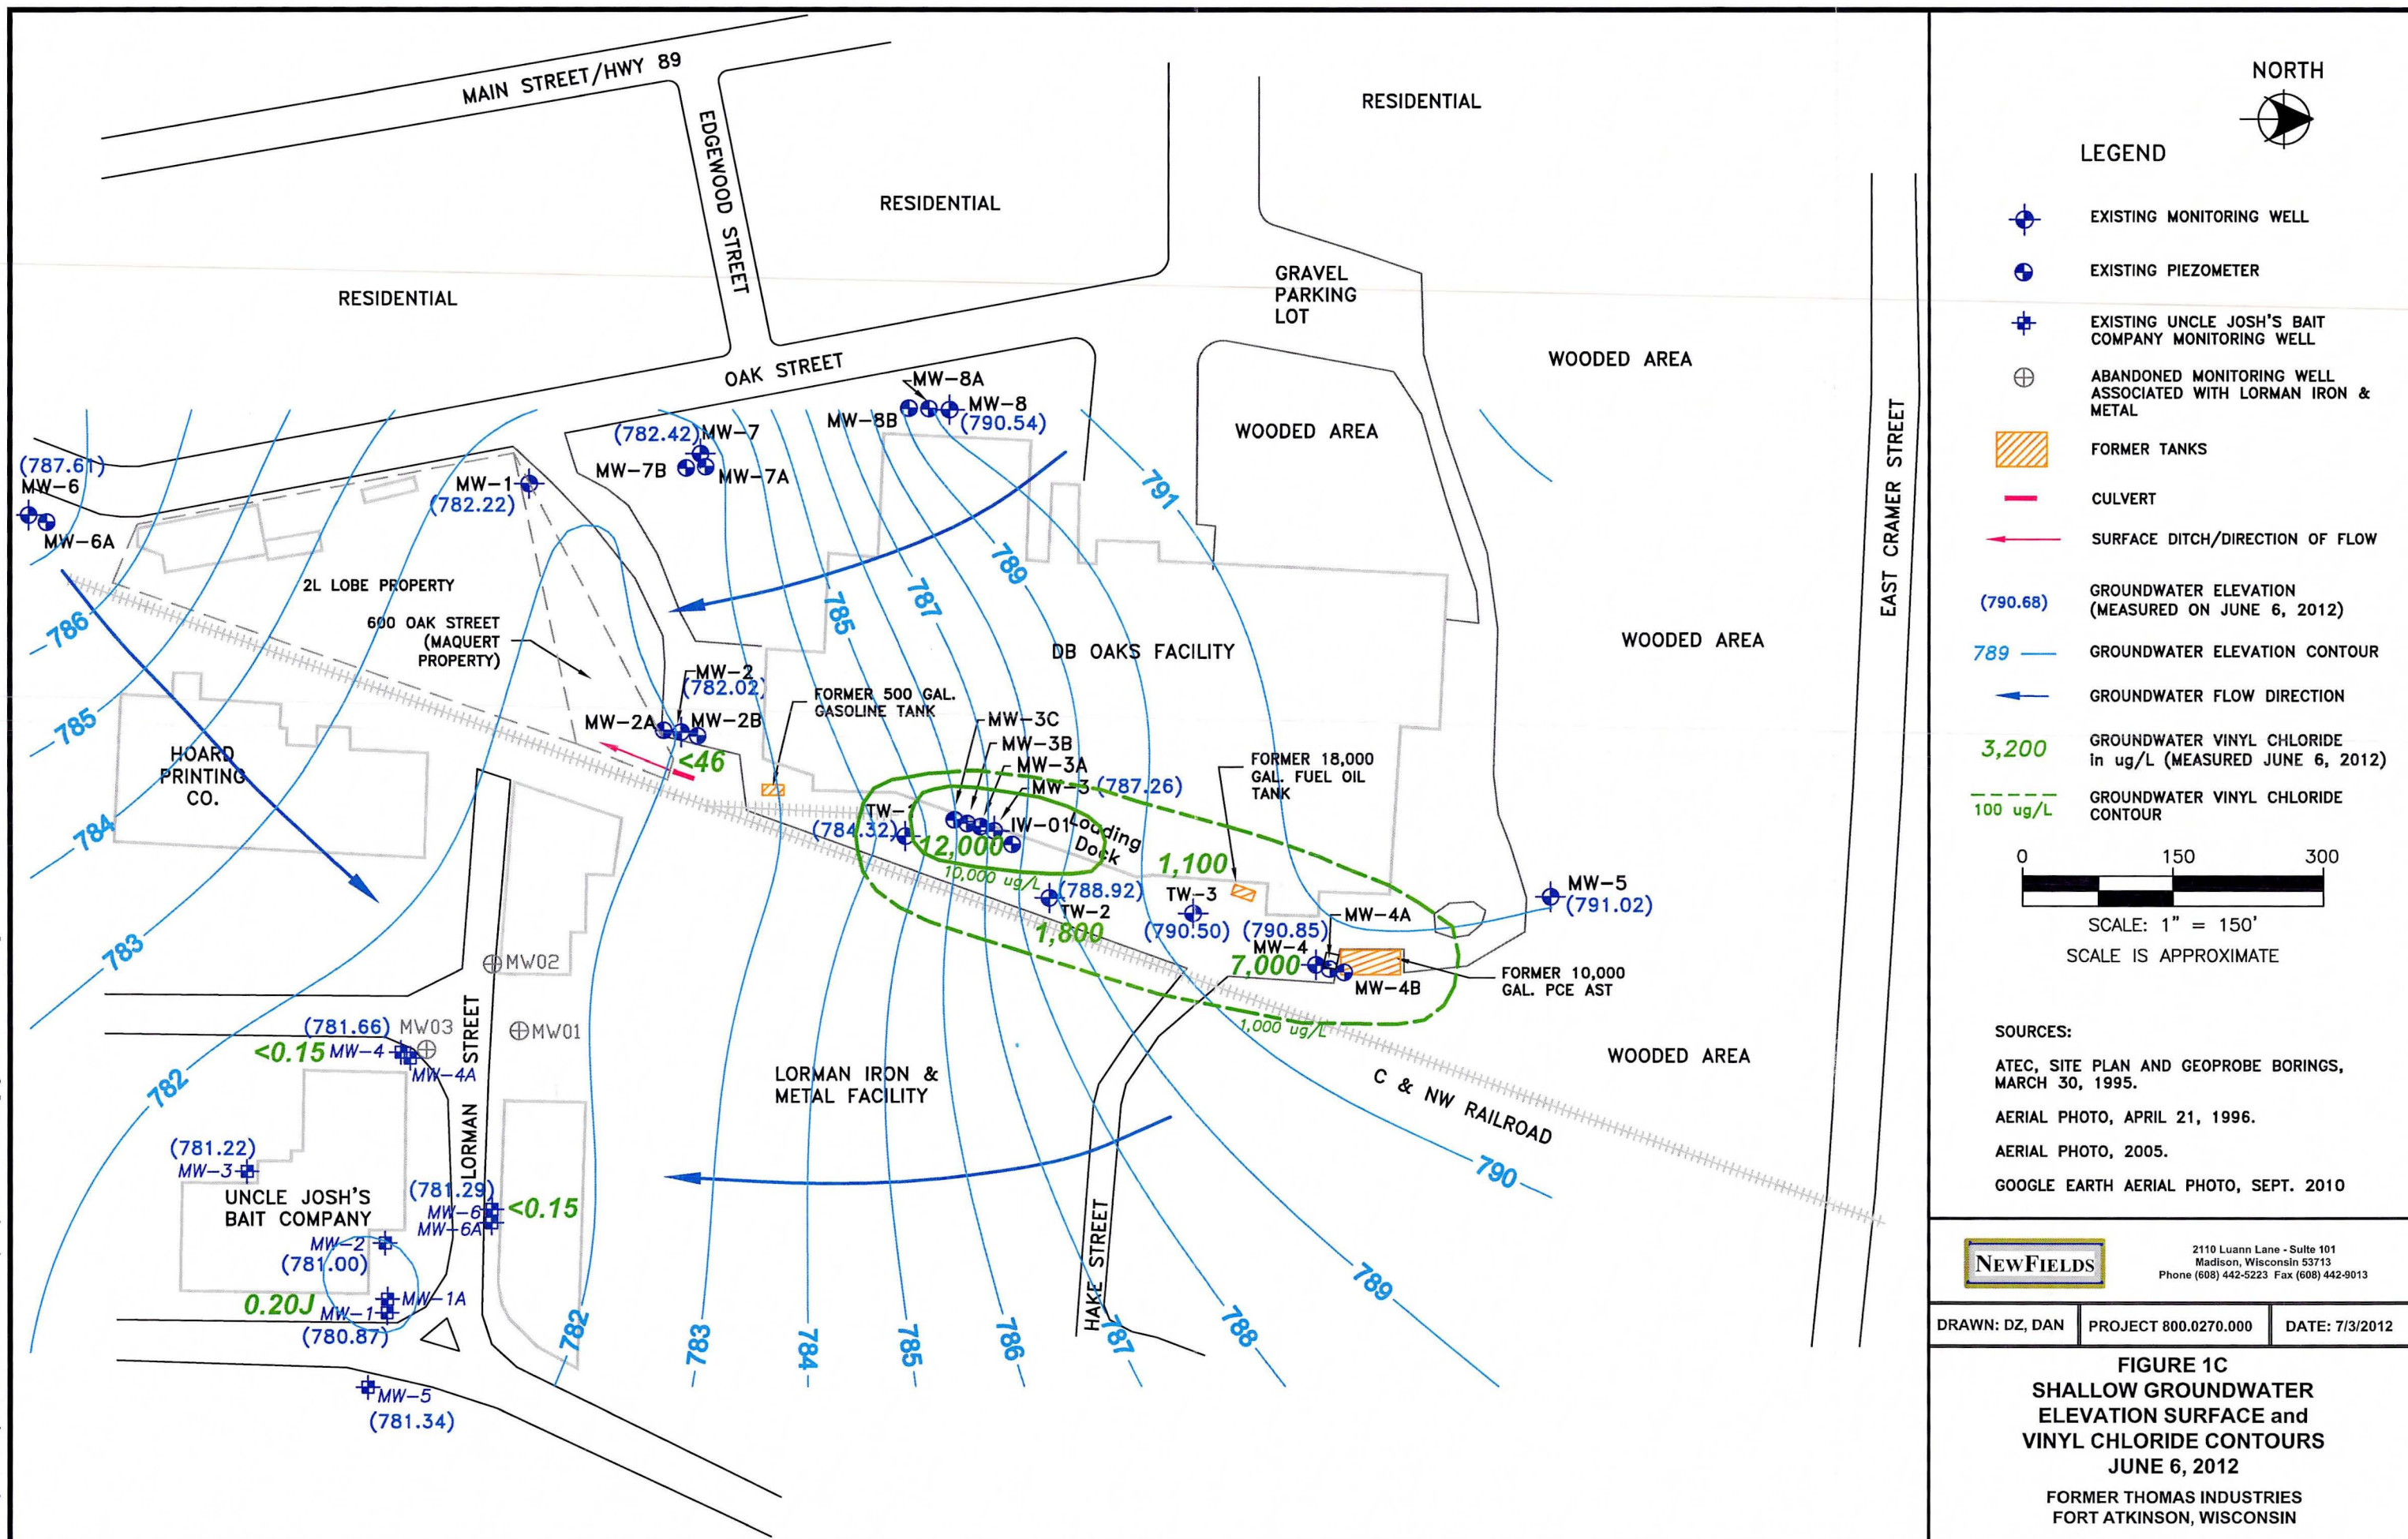 MAIN STREET/HWY 89
EDGEWOOD STREET
RESIDENTIAL
RESIDENTIAL
RESIDENTIAL
GRAVEL
PARKING
LOT
WOODED AREA
WOODED AREA
WOODED AREA
WOODED AREA
EAST CRAMER STREET
OAK STREET
MW-8A
MW-8B
MW-8
(790.54)
(782.42)
MW-7
MW-7B
MW-7A
(787.61)
MW-6
MW-6A
MW-1
(782.22)
2L LOBE PROPERTY
600 OAK STREET
(MAQUERT
PROPERTY)
791
789
787
785
786
785
784
783
782
DB OAKS FACILITY
MW-2
(782.02)
MW-2A
MW-2B
<46
FORMER 500 GAL.
GASOLINE TANK
MW-3C
MW-3B
MW-3A
MW-3
(787.26)
FORMER 18,000
GAL. FUEL OIL
TANK
HOARD
PRINTING
CO.
TW-1
(784.32)
IW-01
Loading
Dock
12,000
10,000 ug/L
1,100
(788.92)
TW-2
1,800
TW-3
(790.50)
(790.85)
MW-4
MW-4A
7,000
MW-4B
MW-5
(791.02)
FORMER 10,000
GAL. PCE AST
1,000 ug/L
MW02
MW01
(781.66)
MW03
<0.15
MW-4
MW-4A
LORMAN STREET
LORMAN IRON &
METAL FACILITY
C & NW RAILROAD
(781.22)
MW-3
UNCLE JOSH'S
BAIT COMPANY
(781.29)
MW-6
MW-6A
<0.15
MW-2
(781.00)
0.20J
MW-1A
MW-1
(780.87)
MW-5
(781.34)
HAKE STREET
782
783
784
785
786
787
788
789
790
NORTH
LEGEND
EXISTING MONITORING WELL
EXISTING PIEZOMETER
EXISTING UNCLE JOSH'S BAIT
COMPANY MONITORING WELL
ABANDONED MONITORING WELL
ASSOCIATED WITH LORMAN IRON &
METAL
FORMER TANKS
CULVERT
SURFACE DITCH/DIRECTION OF FLOW
(790.68)
GROUNDWATER ELEVATION
(MEASURED ON JUNE 6, 2012)
789
GROUNDWATER ELEVATION CONTOUR
GROUNDWATER FLOW DIRECTION
3,200
GROUNDWATER VINYL CHLORIDE
in ug/L (MEASURED JUNE 6, 2012)
100 ug/L
GROUNDWATER VINYL CHLORIDE
CONTOUR
0 150 300
SCALE: 1" = 150'
SCALE IS APPROXIMATE
SOURCES:
ATEC, SITE PLAN AND GEOPROBE BORINGS,
MARCH 30, 1995.
AERIAL PHOTO, APRIL 21, 1996.
AERIAL PHOTO, 2005.
GOOGLE EARTH AERIAL PHOTO, SEPT. 2010
NEWFIELDS
2110 Luann Lane - Suite 101
Madison, Wisconsin 53713
Phone (608) 442-5223 Fax (608) 442-9013
DRAWN: DZ, DAN
PROJECT 800.0270.000
DATE: 7/3/2012
FIGURE 1C
SHALLOW GROUNDWATER
ELEVATION SURFACE and
VINYL CHLORIDE CONTOURS
JUNE 6, 2012
FORMER THOMAS INDUSTRIES
FORT ATKINSON, WISCONSIN